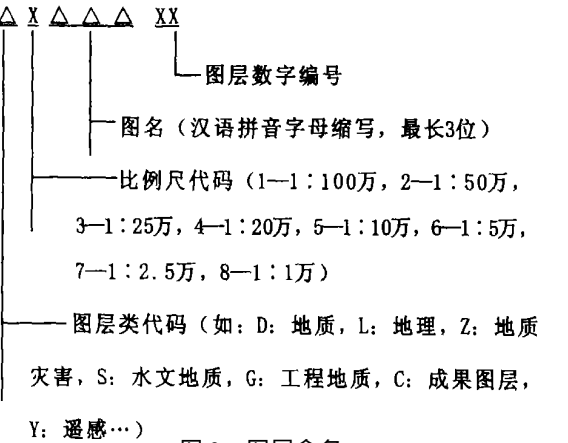 △ X △ △ △ XX
图层数字编号
图名（汉语拼音字母缩写，最长3位）
比例尺代码（1—1：100万，2—1：50万，
3—1：25万，4—1：20万，5—1：10万，6—1：5万，
7—1：2.5万，8—1：1万）
图层类代码（如：D：地质，L：地理，Z：地质
灾害，S：水文地质，G：工程地质，C：成果图层，
Y：遥感…）